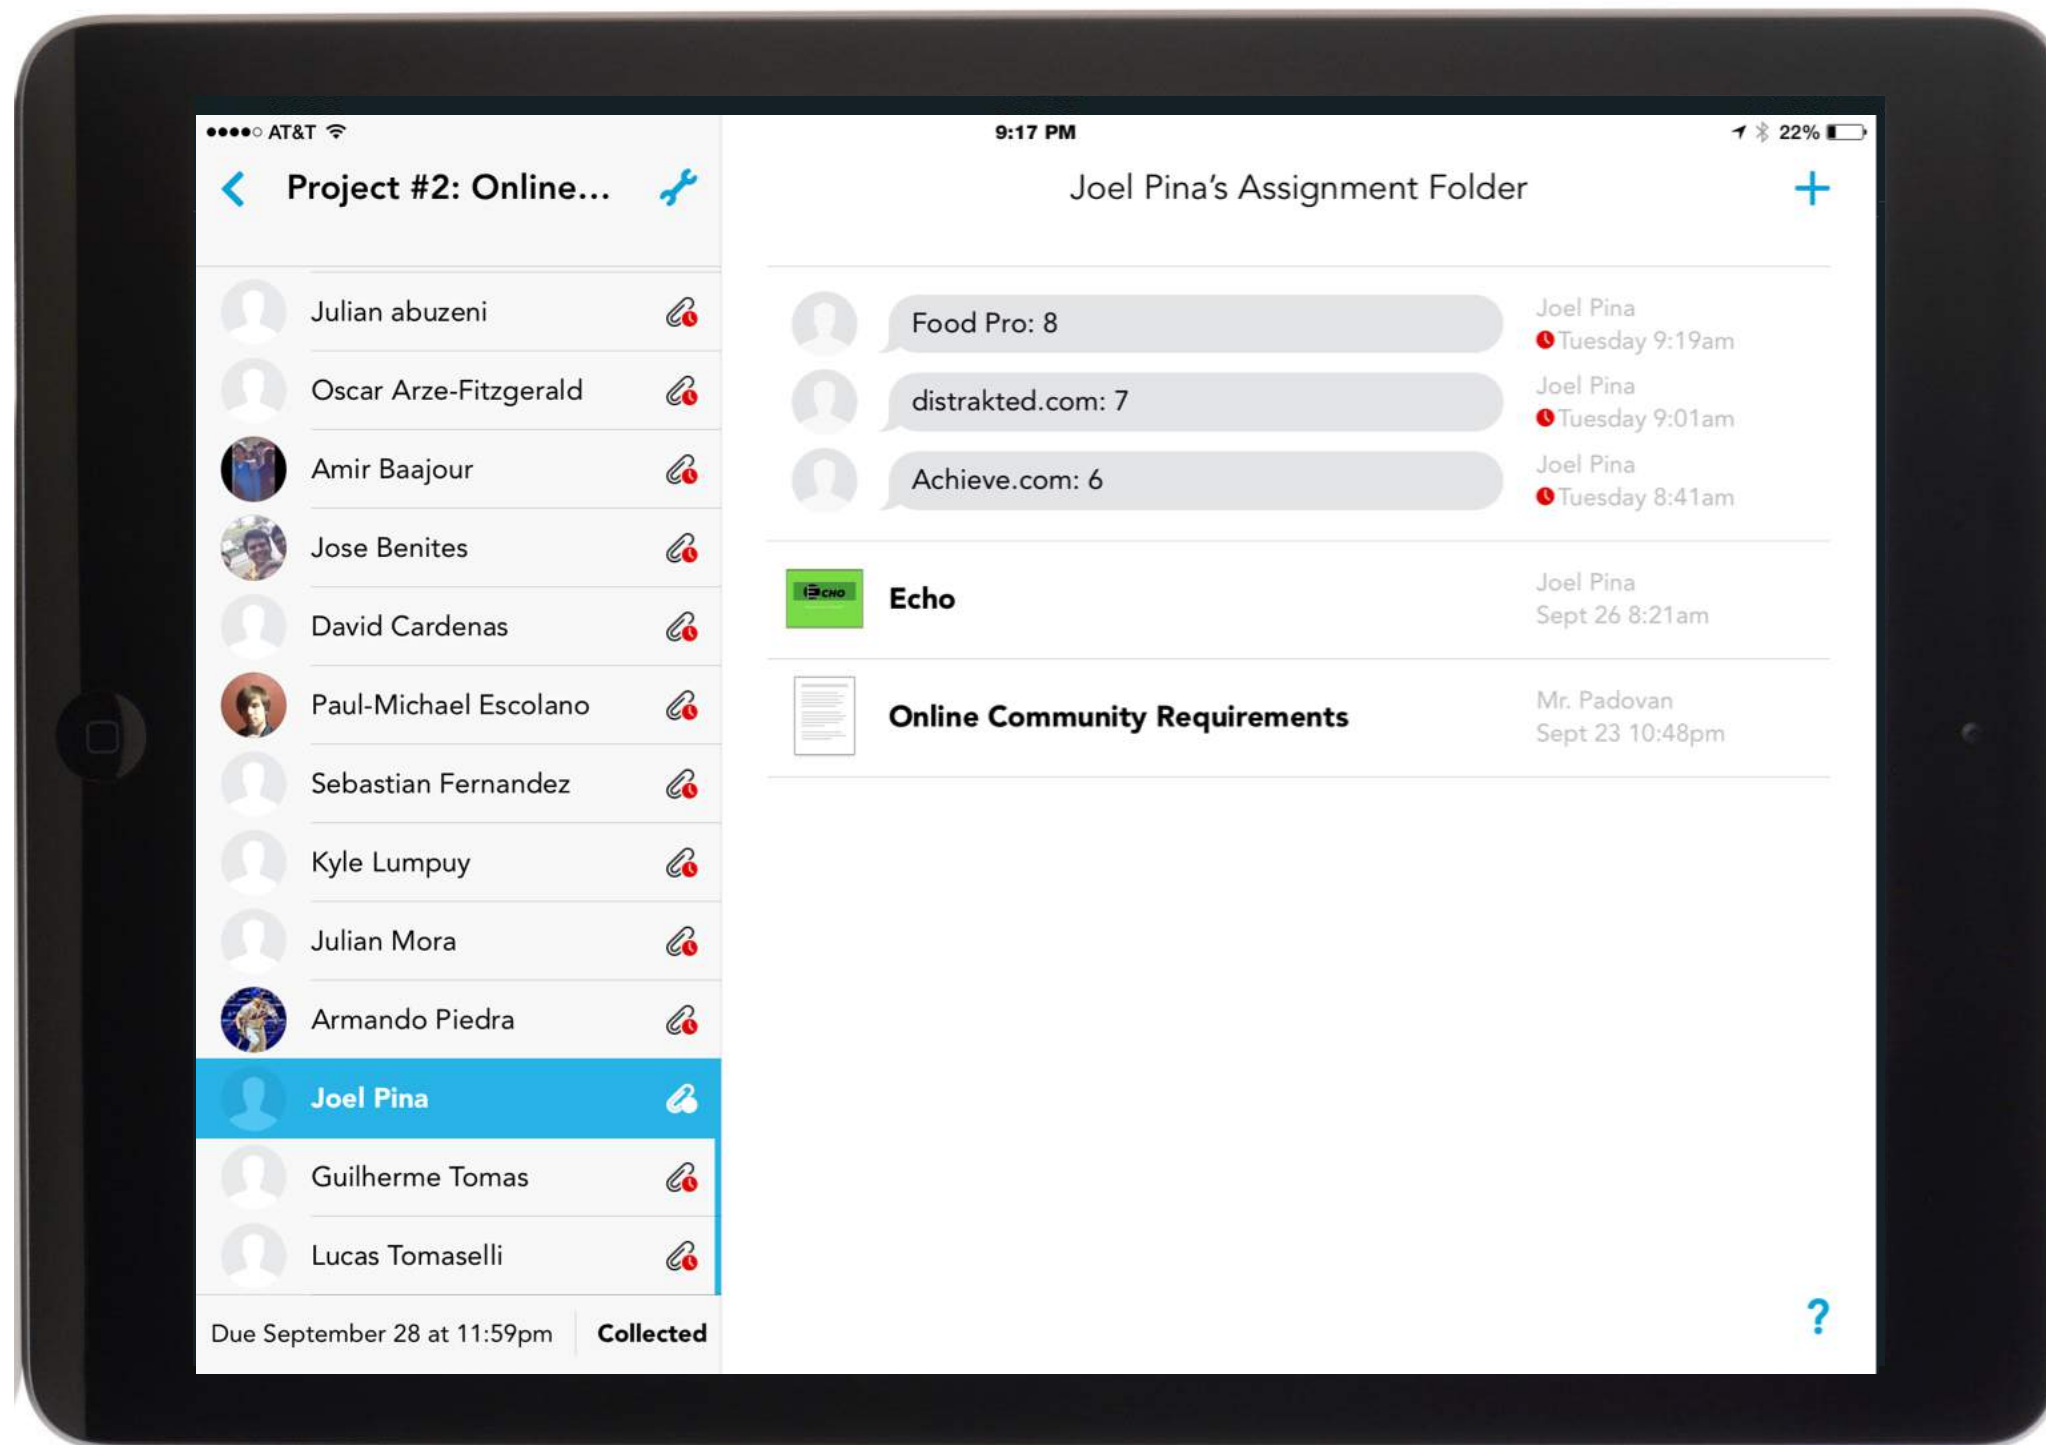 AT&T
9:17 PM
22%
Project #2: Online...
Joel Pina's Assignment Folder
Julian abuzeni
Oscar Arze-Fitzgerald
Amir Baajour
Jose Benites
David Cardenas
Paul-Michael Escolano
Sebastian Fernandez
Kyle Lumpuy
Julian Mora
Armando Piedra
Joel Pina
Guilherme Tomas
Lucas Tomaselli
Due September 28 at 11:59pm
Collected
Food Pro: 8
Joel Pina
Tuesday 9:19am
distrakted.com: 7
Joel Pina
Tuesday 9:01am
Achieve.com: 6
Joel Pina
Tuesday 8:41am
ECHO
Echo
Joel Pina
Sept 26 8:21am
Online Community Requirements
Mr. Padovan
Sept 23 10:48pm
?